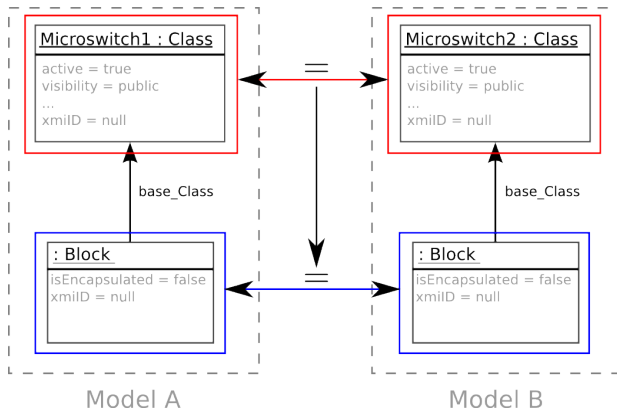 Microswitch1 : Class
active = true
visibility = public
...
xmiID = null
=
Microswitch2 : Class
active = true
visibility = public
...
xmiID = null
base_Class
base_Class
: Block
isEncapsulated = false
xmiID = null
=
: Block
isEncapsulated = false
xmiID = null
Model A
Model B